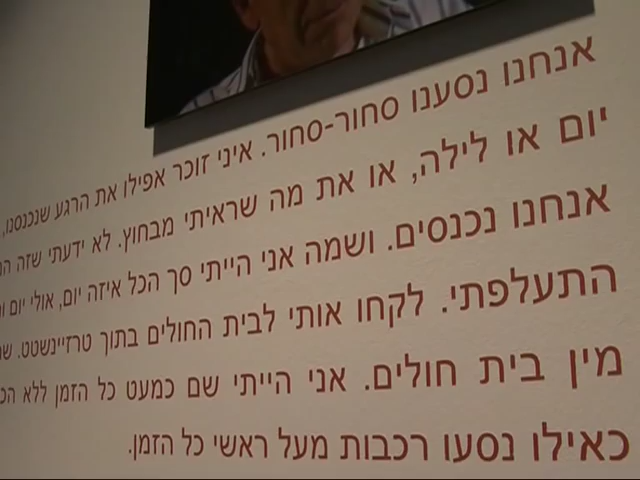 אנחנו נסענו סחור-סחור. איני זוכר אפילו את הרגע שנכנסנו,
יום או לילה, או את מה שראיתי מבחוץ. לא ידעתי שזה
אנחנו נכנסים. ושמה אני הייתי סך הכל איזה יום, אולי יום
התעלפתי. לקחו אותי לבית החולים בתוך טרזיינשטט.
מין בית חולים. אני הייתי שם כמעט כל הזמן ללא
כאילו נסעו רכבות מעל ראשי כל הזמן.